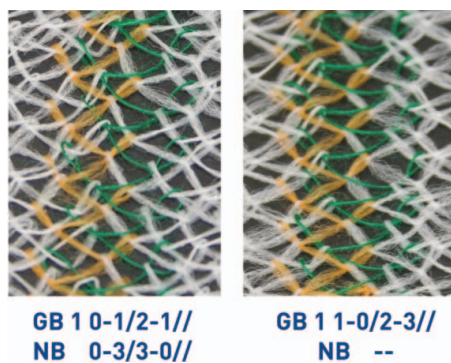 GB 1 0-1/2-1//
NB 0-3/3-0//
GB 1 1-0/2-3//
NB --